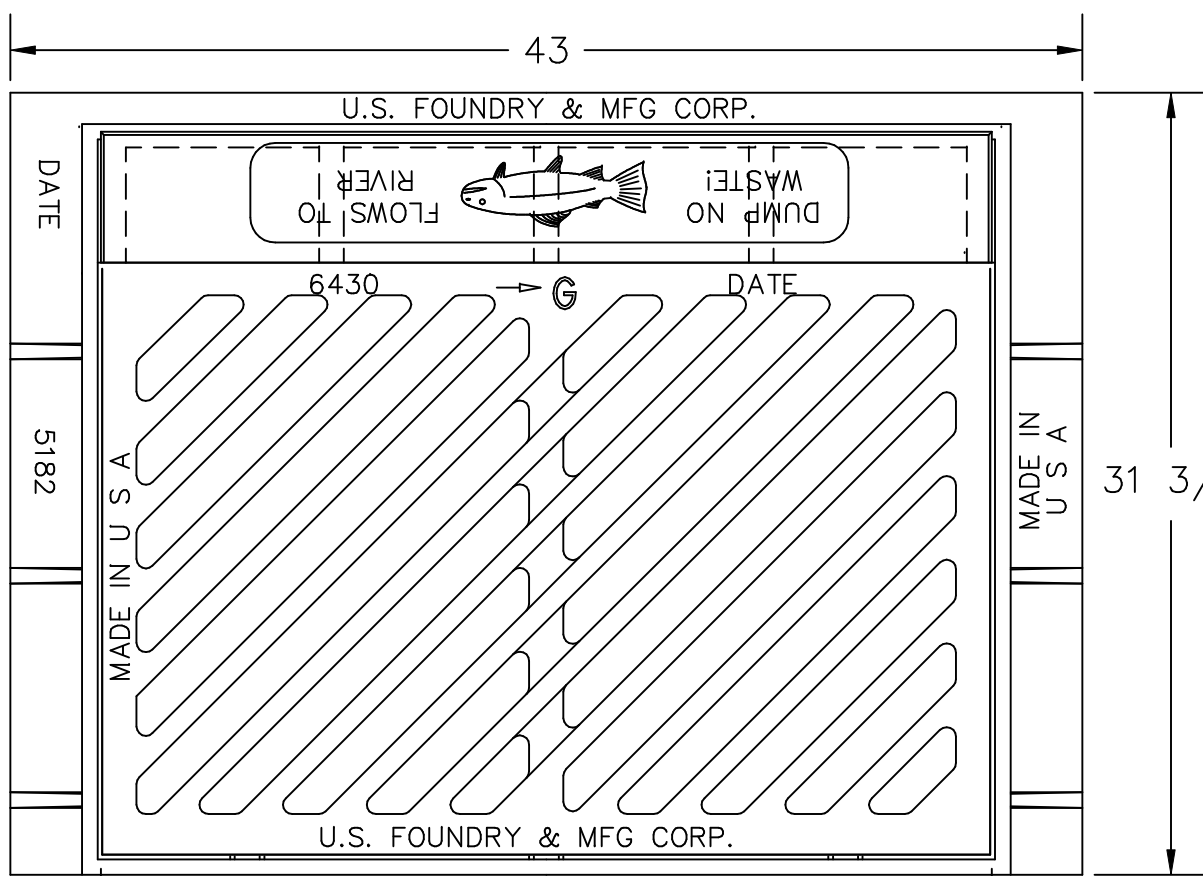 43
U.S. FOUNDRY & MFG CORP.
DATE
DUMP NO
WASTE!
FLOWS TO
RIVER
6430
G
DATE
5182
MADE IN U S A
MADE IN
U S A
31 3/
U.S. FOUNDRY & MFG CORP.